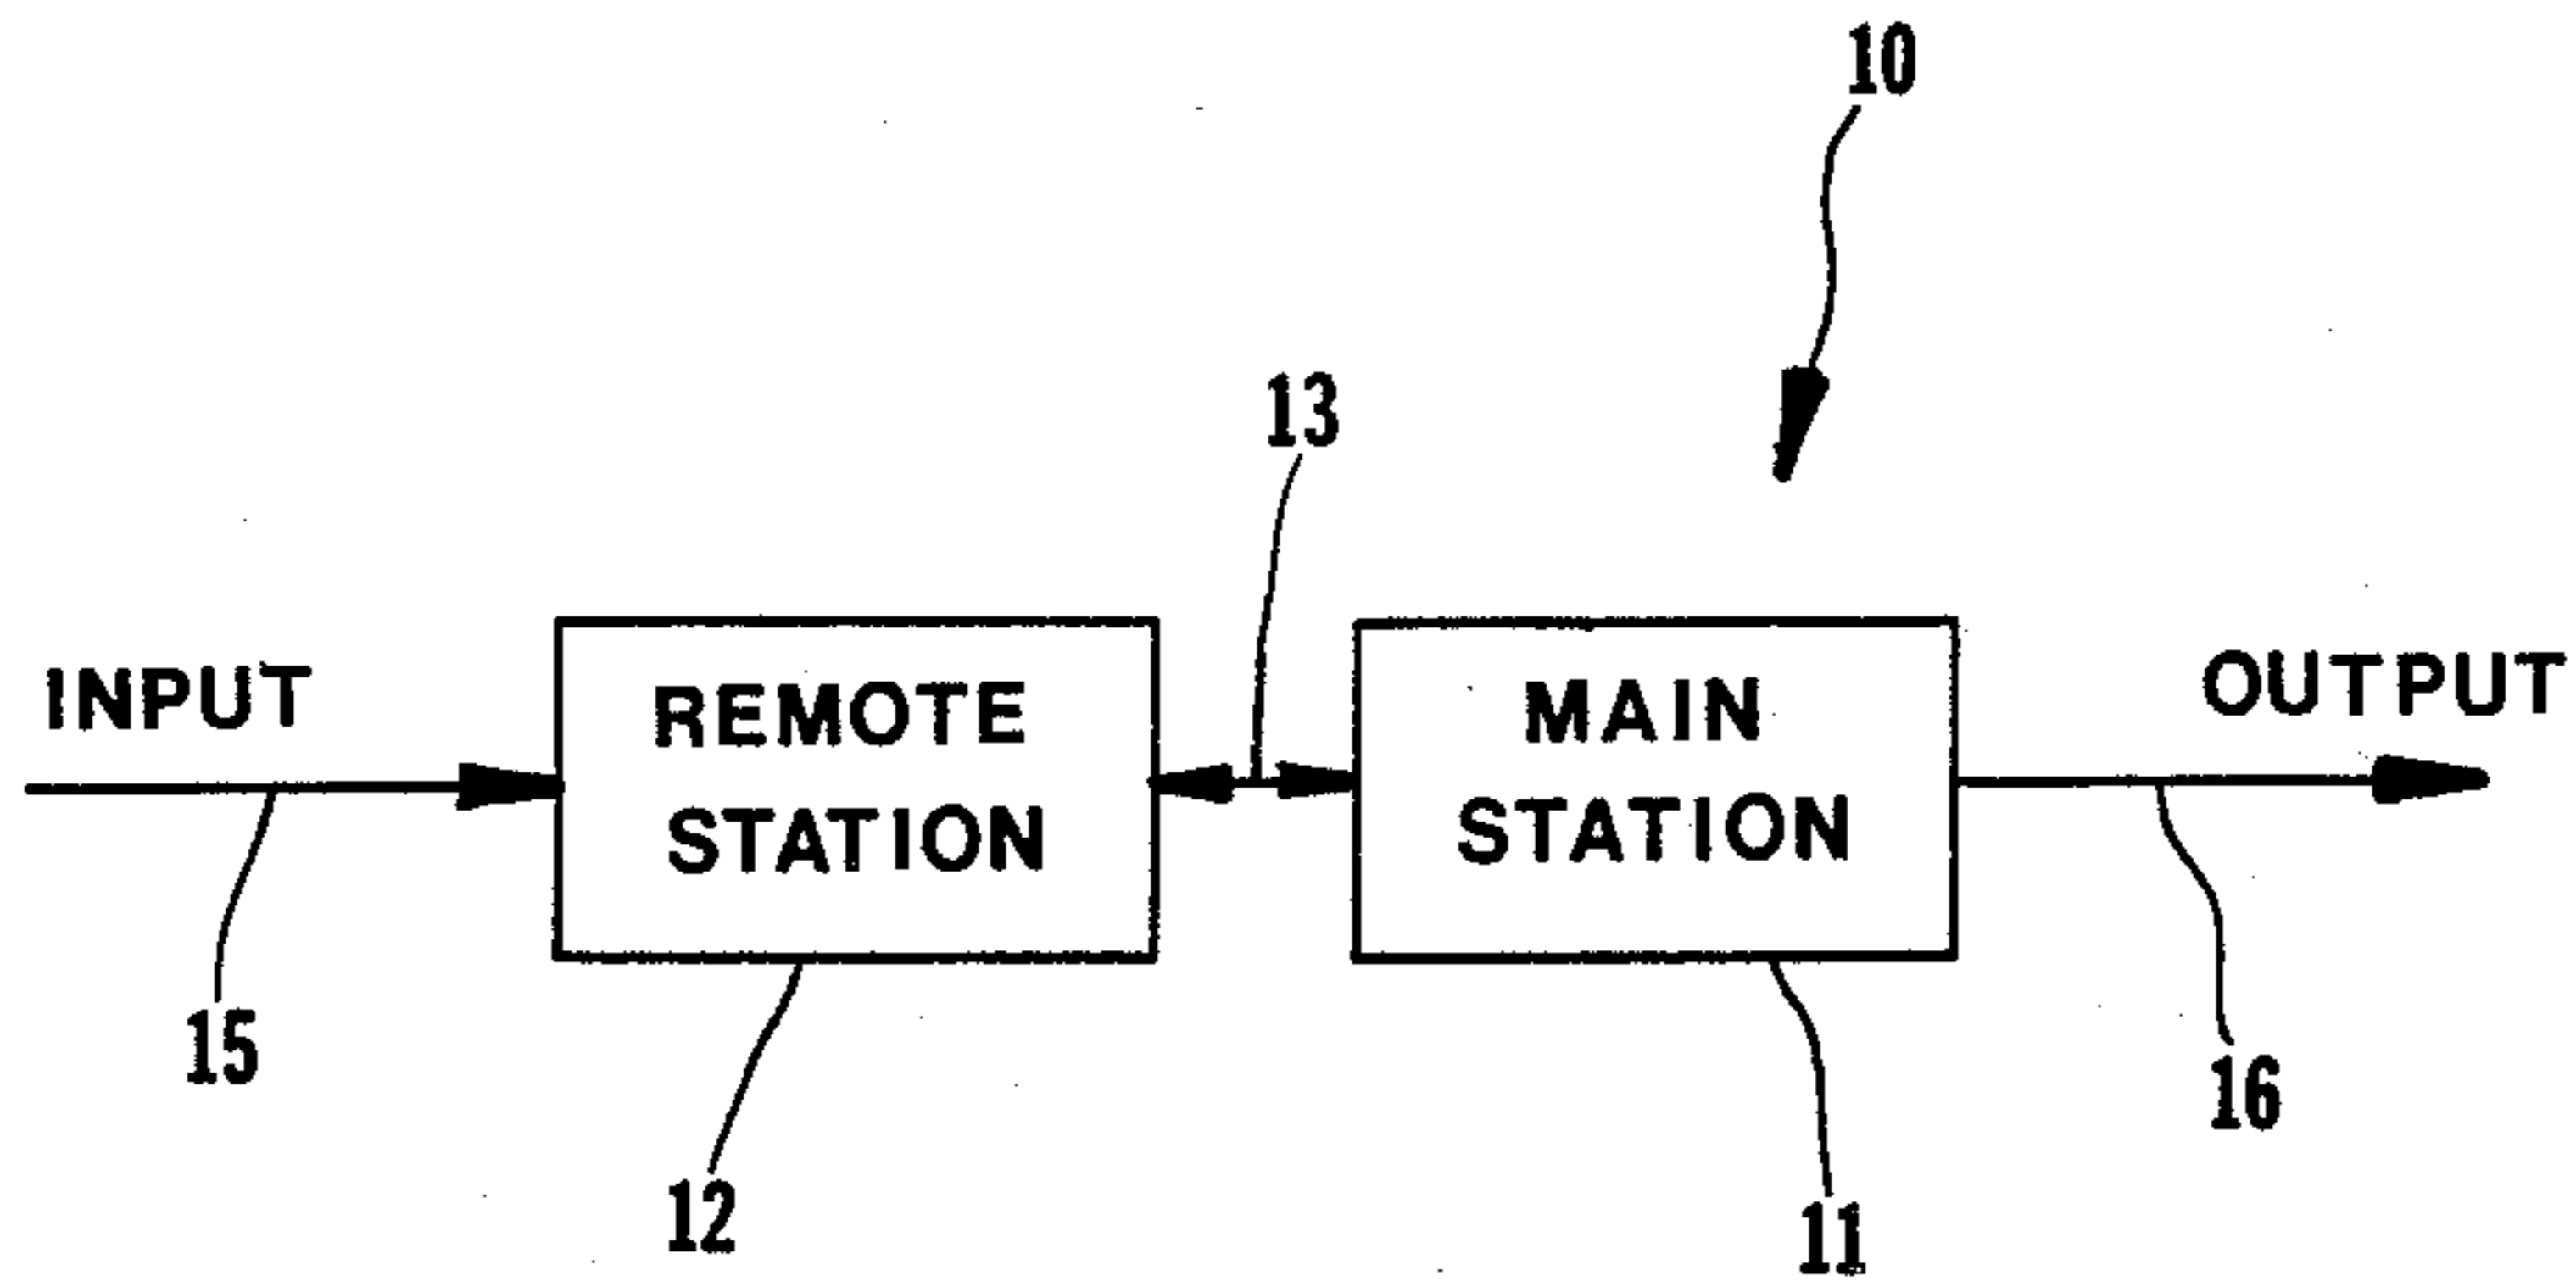 10
13
INPUT
REMOTE
STATION
MAIN
STATION
OUTPUT
15
12
11
16